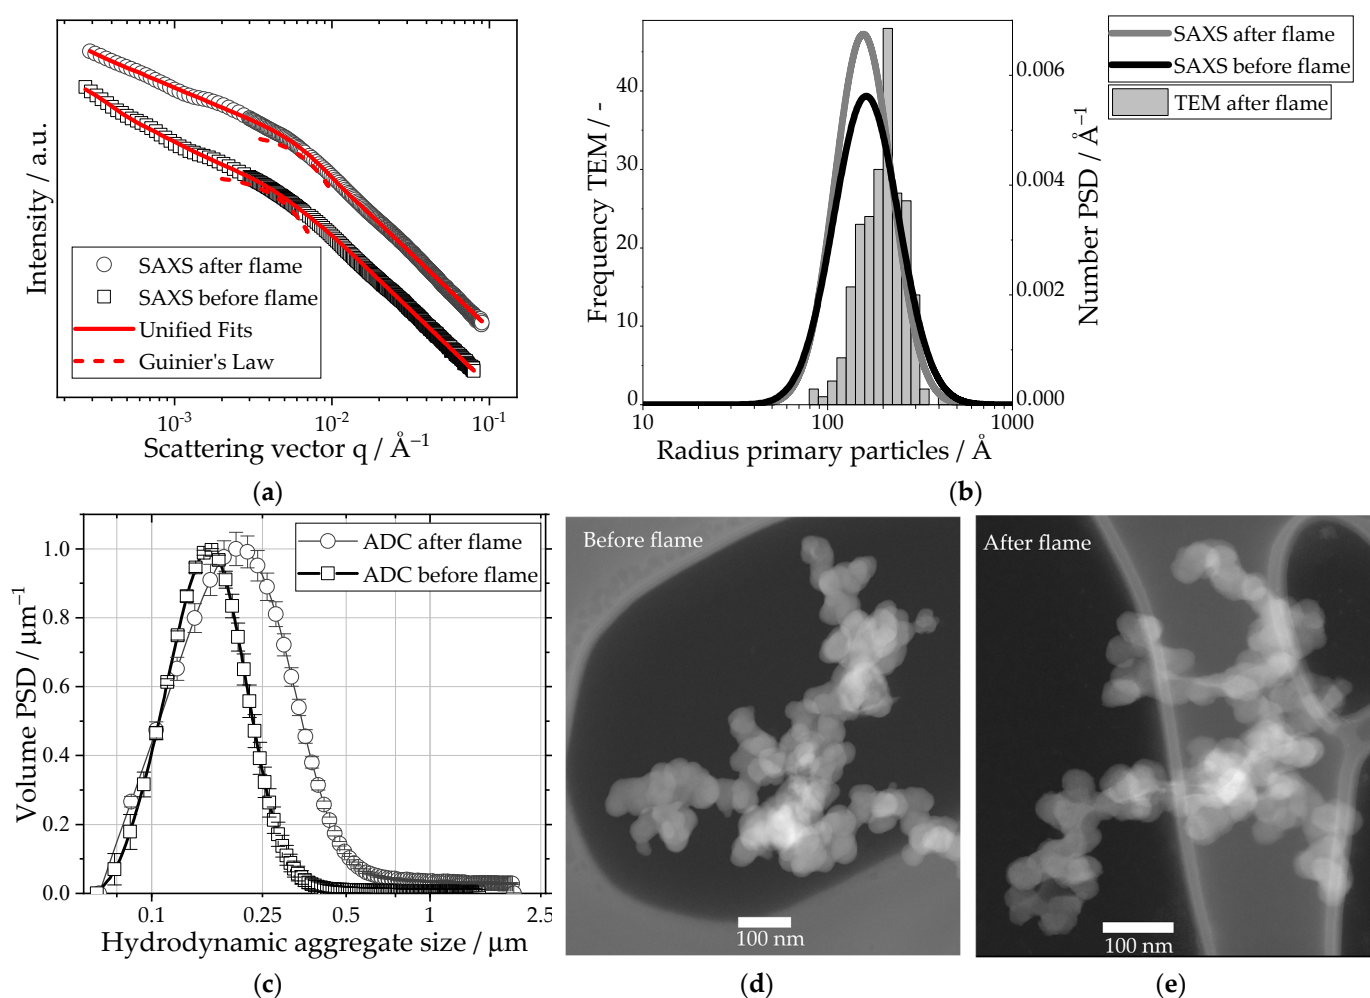 Intensity / a.u.
SAXS after flame
SAXS before flame
Unified Fits
Guinier's Law
10⁻³ 10⁻² 10⁻¹
Scattering vector q / Å⁻¹
(a)
Frequency TEM / -
40
30
20
10
0
10 100 1000
Radius primary particles / Å
0.006
0.004
0.002
0.000
Number PSD / Å⁻¹
SAXS after flame
SAXS before flame
TEM after flame
(b)
Volume PSD / μm⁻¹
1.0
0.8
0.6
0.4
0.2
0.0
ADC after flame
ADC before flame
0.1 0.25 0.5 1 2.5
Hydrodynamic aggregate size / μm
(c)
Before flame
100 nm
(d)
After flame
100 nm
(e)